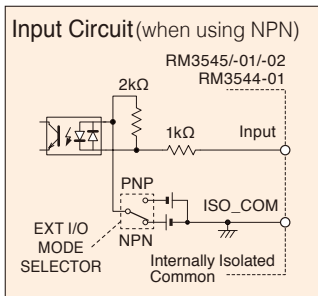 Input Circuit (when using NPN)
RM3545/-01/-02
RM3544-01
2kΩ
1kΩ
Input
PNP
ISO_COM
EXT I/O
MODE
SELECTOR
NPN
Internally Isolated
Common